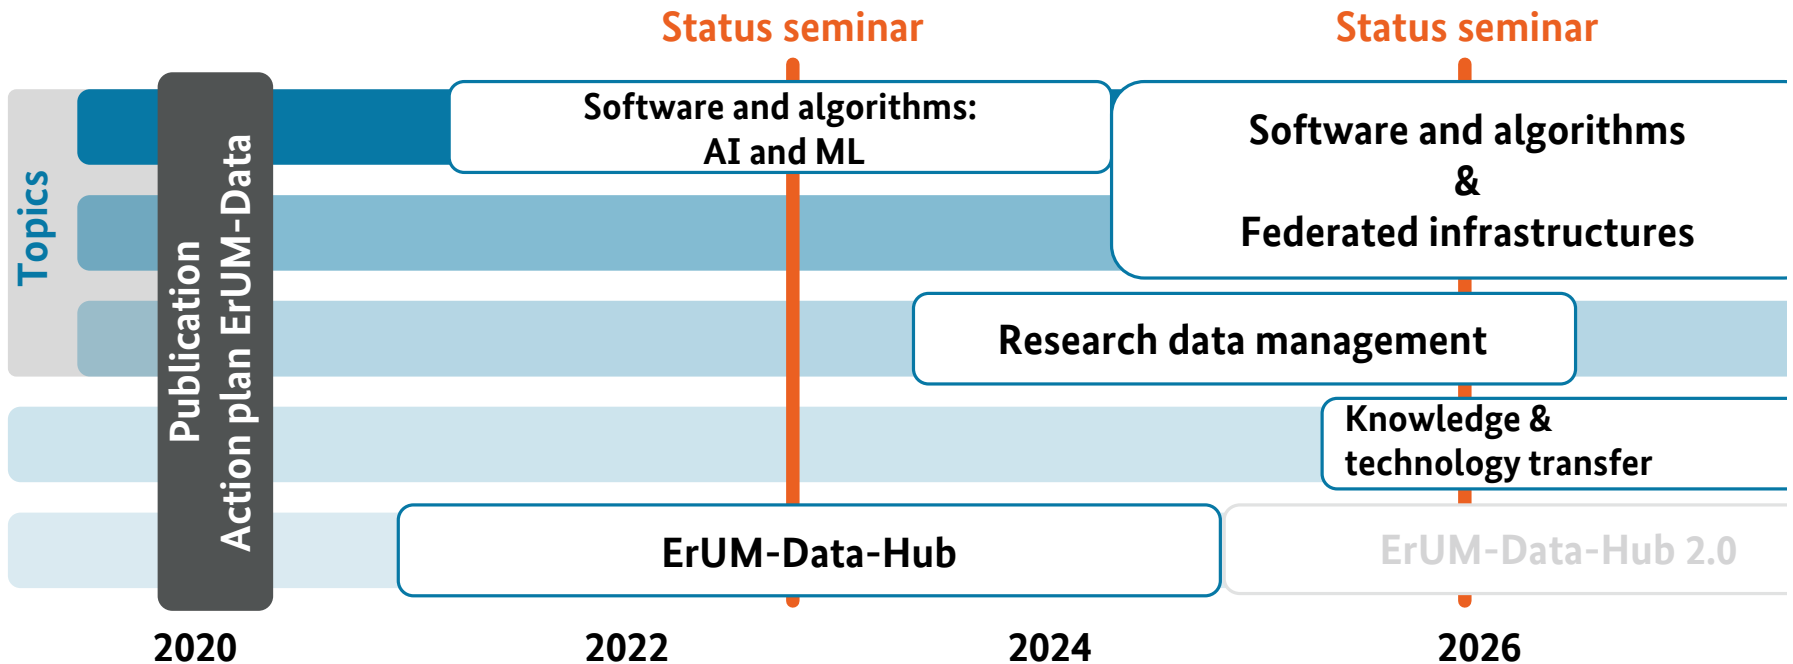 Status seminar
Status seminar
Topics
Publication
Action plan ErUM-Data
Software and algorithms:
AI and ML
Software and algorithms
&
Federated infrastructures
Research data management
Knowledge &
technology transfer
ErUM-Data-Hub
ErUM-Data-Hub 2.0
2020
2022
2024
2026